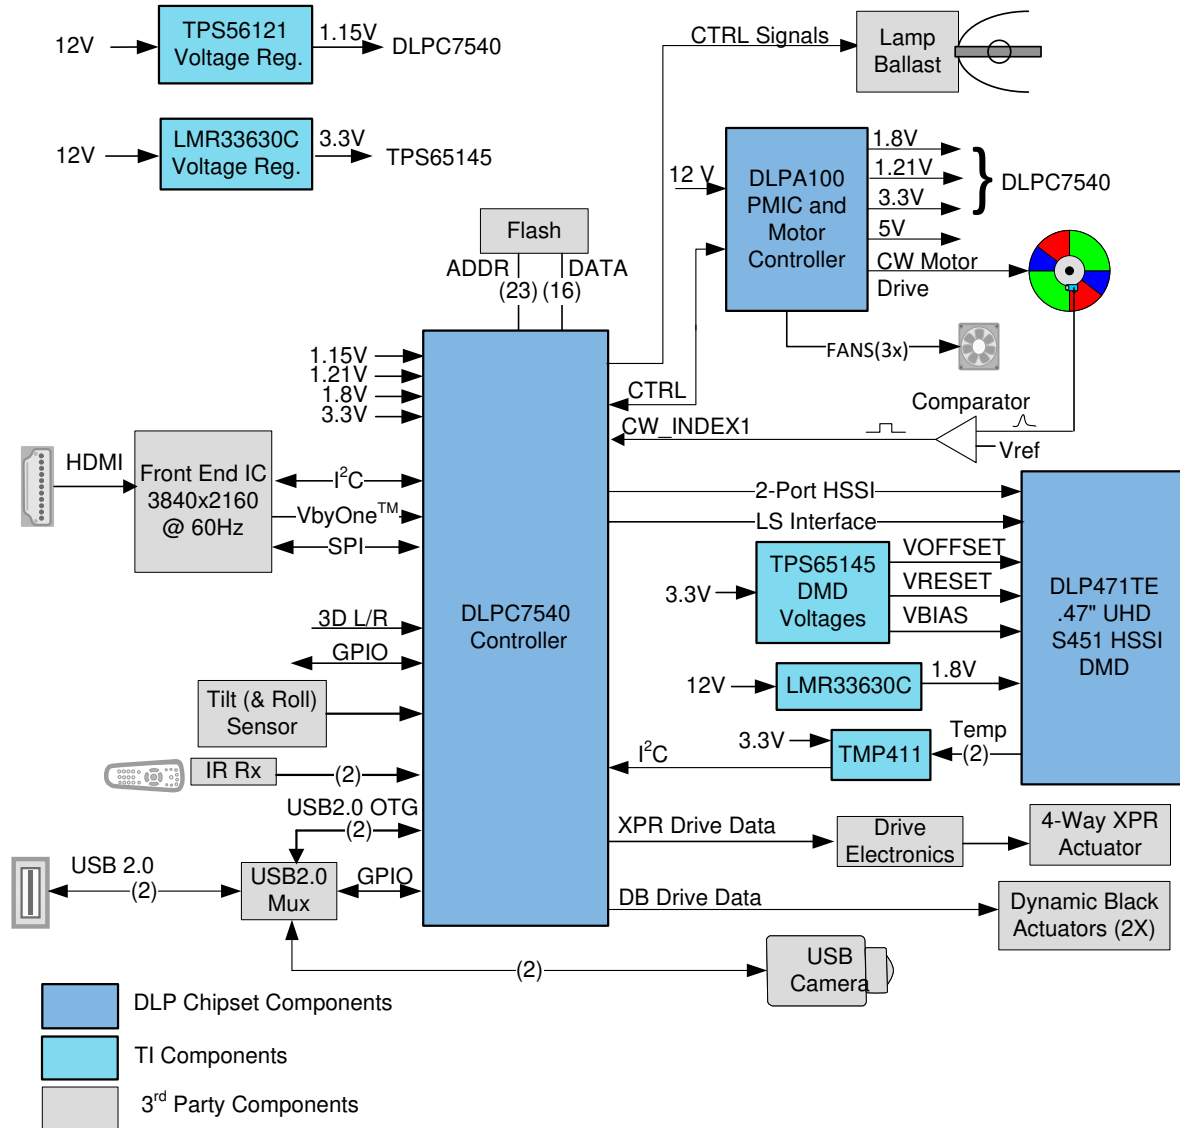 12V
TPS56121
Voltage Reg.
1.15V
DLPC7540
12V
LMR33630C
Voltage Reg.
3.3V
TPS65145
CTRL Signals
Lamp
Ballast
12 V
DLPA100
PMIC and
Motor
Controller
1.8V
1.21V
3.3V
5V
DLPC7540
CW Motor
Drive
FANS(3x)
Flash
ADDR
(23)
DATA
(16)
1.15V
1.21V
1.8V
3.3V
CTRL
CW_INDEX1
Comparator
Vref
HDMI
Front End IC
3840x2160
@ 60Hz
I²C
VbyOne™
SPI
DLPC7540
Controller
2-Port HSSI
LS Interface
3.3V
TPS65145
DMD
Voltages
VOFFSET
VRESET
VBIAS
DLP471TE
.47" UHD
S451 HSSI
DMD
12V
LMR33630C
1.8V
3.3V
TMP411
Temp
(2)
I²C
3D L/R
GPIO
Tilt (& Roll)
Sensor
IR Rx
(2)
USB2.0 OTG
(2)
USB 2.0
(2)
USB2.0
Mux
GPIO
XPR Drive Data
Drive
Electronics
4-Way XPR
Actuator
DB Drive Data
Dynamic Black
Actuators (2X)
(2)
USB
Camera
DLP Chipset Components
TI Components
3rd Party Components